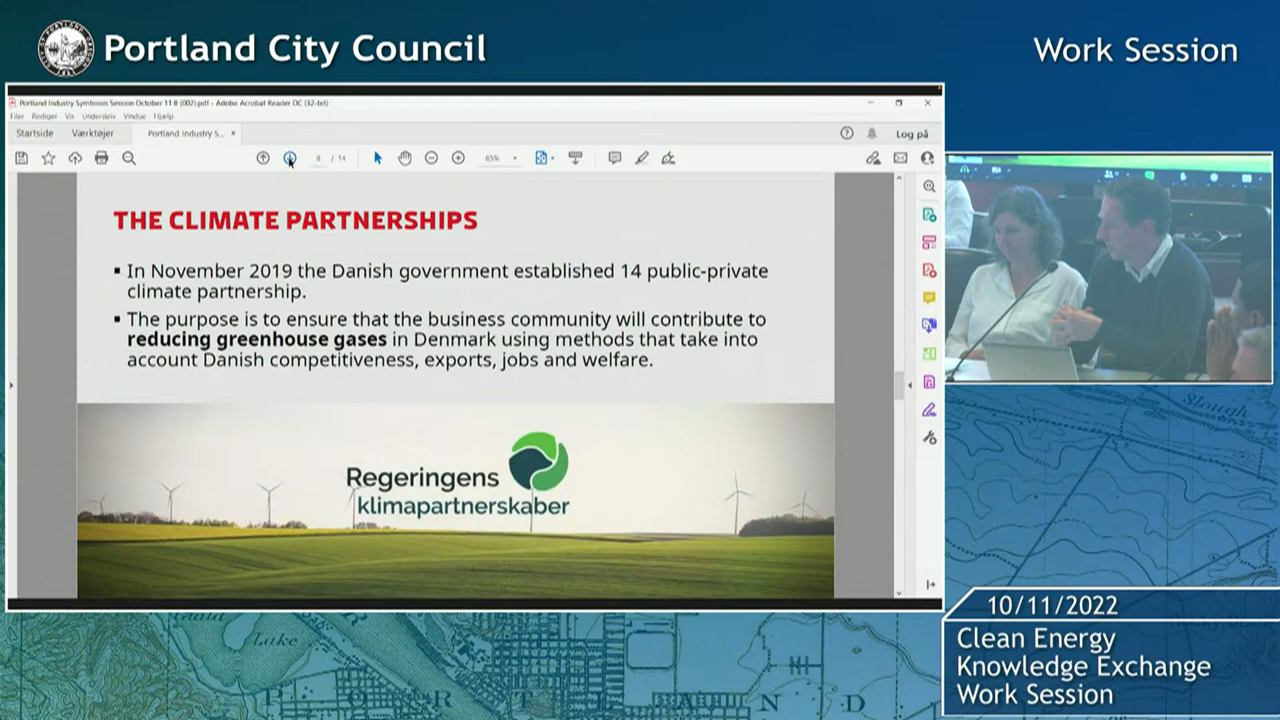 Portland City Council
Work Session
Portland Industry Symbiosis Session October 11 B (002).pdf - Adobe Acrobat Reader DC (32-bit)
Filer Rediger Vis Underskriv Vindue Hjælp
Startside Værktøjer Portland Industry S... × Log på
8 / 14 85%
THE CLIMATE PARTNERSHIPS
▪ In November 2019 the Danish government established 14 public-private
climate partnership.
▪ The purpose is to ensure that the business community will contribute to
reducing greenhouse gases in Denmark using methods that take into
account Danish competitiveness, exports, jobs and welfare.
Regeringens
klimapartnerskaber
Slough
10/11/2022
Clean Energy
Knowledge Exchange
Work Session
Guild
Lake
P O R T L A N D